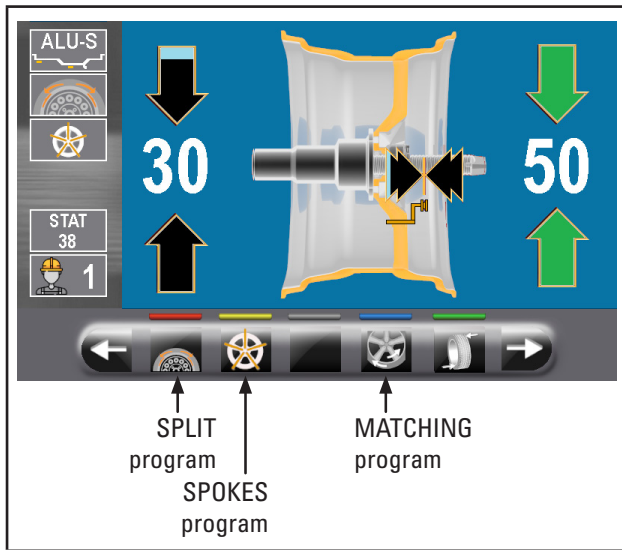 ALU-S
30
50
STAT
38
1
SPLIT
program
SPOKES
program
MATCHING
program